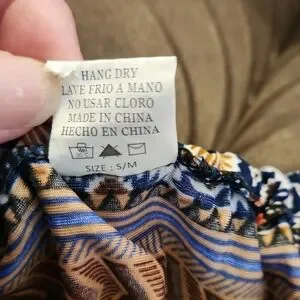 HANG DRY
LAVE FRIO A MANO
NO USAR CLORO
MADE IN CHINA
HECHO EN CHINA
SIZE : S/M